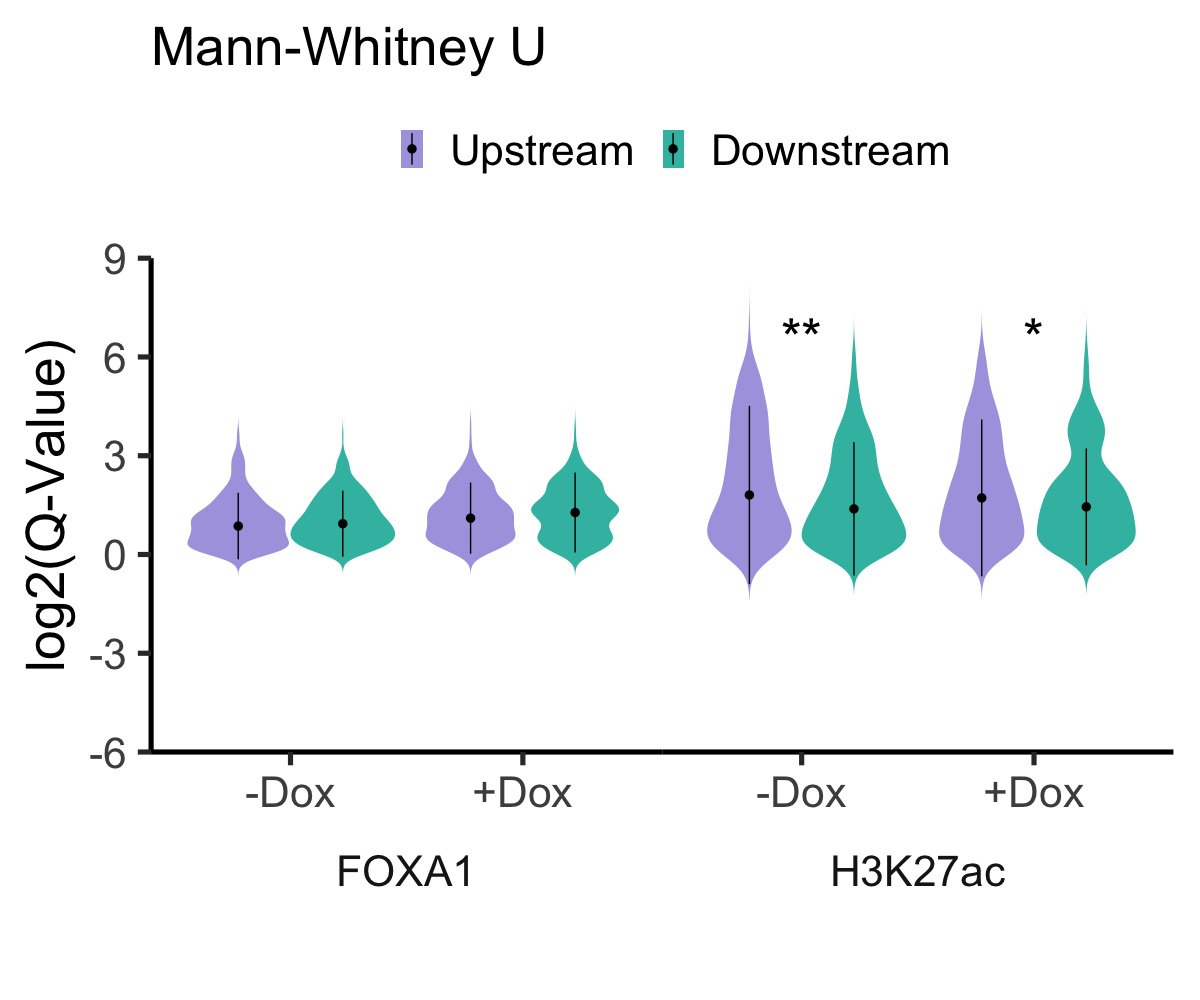 Mann-Whitney U
Upstream Downstream
9
6
3
0
-3
-6
log2(Q-Value)
** *
-Dox +Dox -Dox +Dox
FOXA1 H3K27ac